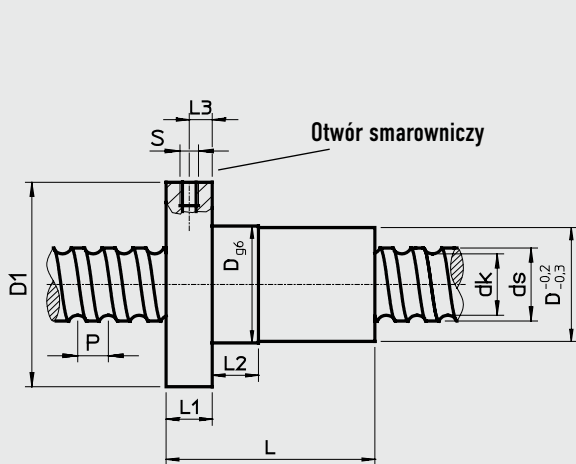 L3
S
Otwór smarowniczy
D1
Dg6
dk
ds
D-0,2
-0,3
P
L2
L1
L